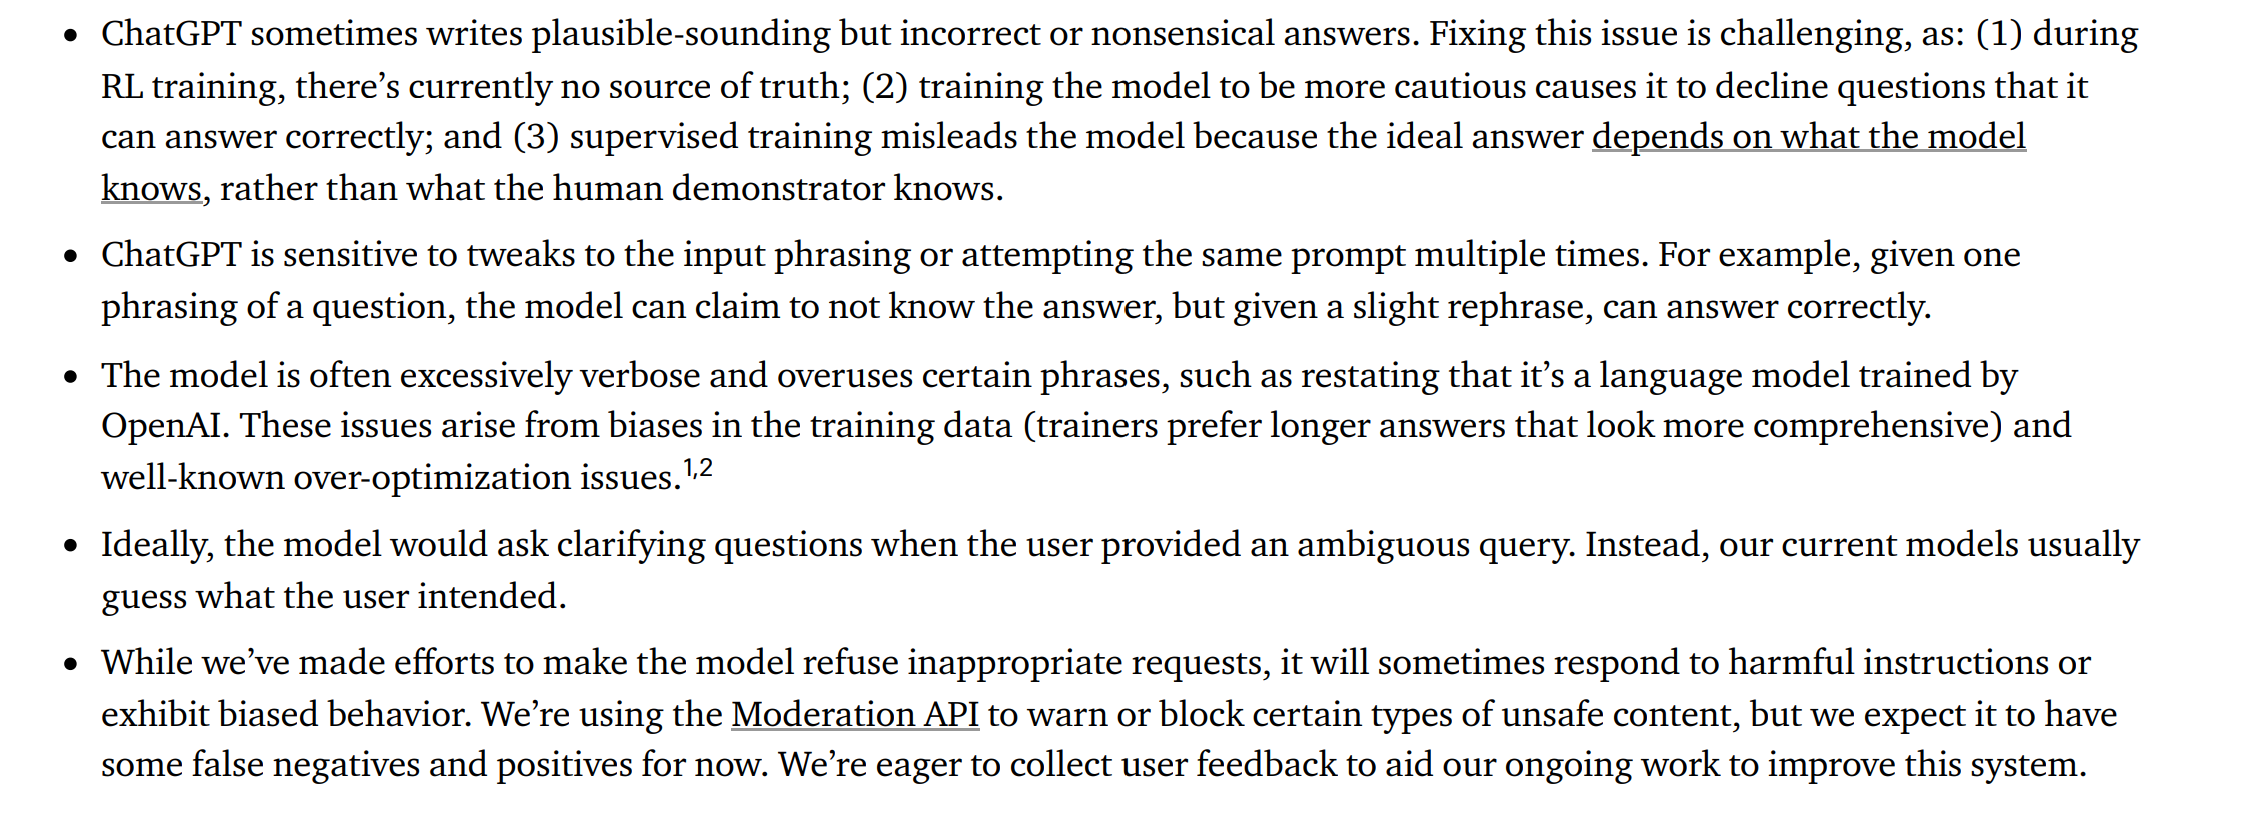 • ChatGPT sometimes writes plausible-sounding but incorrect or nonsensical answers. Fixing this issue is challenging, as: (1) during
RL training, there’s currently no source of truth; (2) training the model to be more cautious causes it to decline questions that it
can answer correctly; and (3) supervised training misleads the model because the ideal answer depends on what the model
knows, rather than what the human demonstrator knows.
• ChatGPT is sensitive to tweaks to the input phrasing or attempting the same prompt multiple times. For example, given one
phrasing of a question, the model can claim to not know the answer, but given a slight rephrase, can answer correctly.
• The model is often excessively verbose and overuses certain phrases, such as restating that it’s a language model trained by
OpenAI. These issues arise from biases in the training data (trainers prefer longer answers that look more comprehensive) and
well-known over-optimization issues.1,2
• Ideally, the model would ask clarifying questions when the user provided an ambiguous query. Instead, our current models usually
guess what the user intended.
• While we’ve made efforts to make the model refuse inappropriate requests, it will sometimes respond to harmful instructions or
exhibit biased behavior. We’re using the Moderation API to warn or block certain types of unsafe content, but we expect it to have
some false negatives and positives for now. We’re eager to collect user feedback to aid our ongoing work to improve this system.